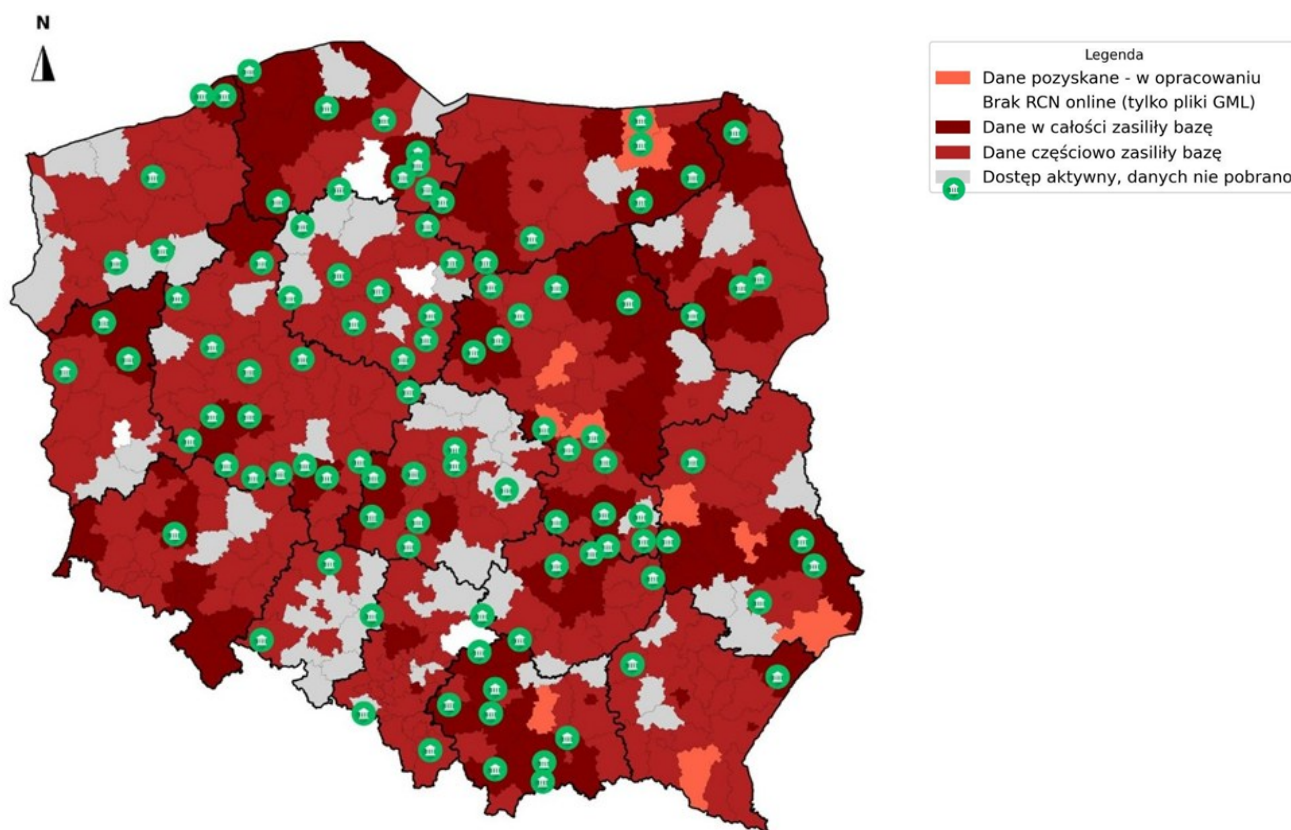 N
Legenda
Dane pozyskane - w opracowaniu
Brak RCN online (tylko pliki GML)
Dane w całości zasiliły bazę
Dane częściowo zasiliły bazę
Dostęp aktywny, danych nie pobrano